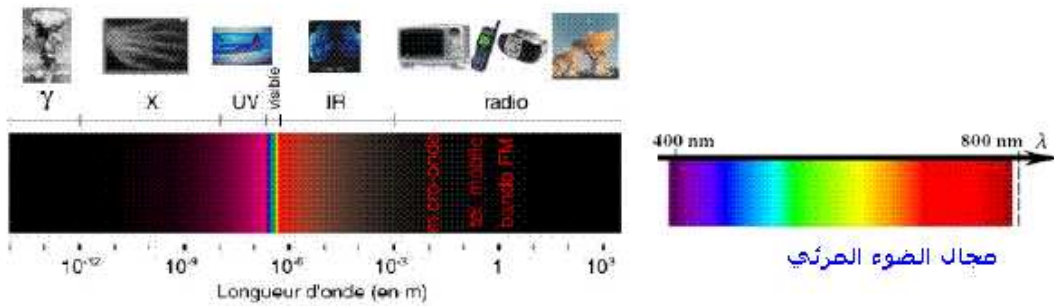 γ X UV visible IR radio
micro-onde tél. mobile bande FM
10⁻¹² 10⁻⁹ 10⁻⁶ 10⁻³ 1 10³
Longueur d'onde (en m)
400 nm 800 nm λ
مجال الضوء المرئي